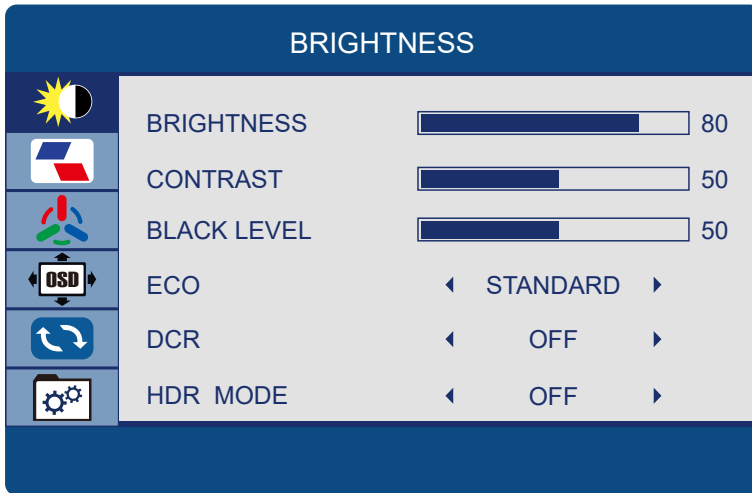 BRIGHTNESS
BRIGHTNESS 80
CONTRAST 50
BLACK LEVEL 50
OSD
ECO STANDARD
DCR OFF
HDR MODE OFF